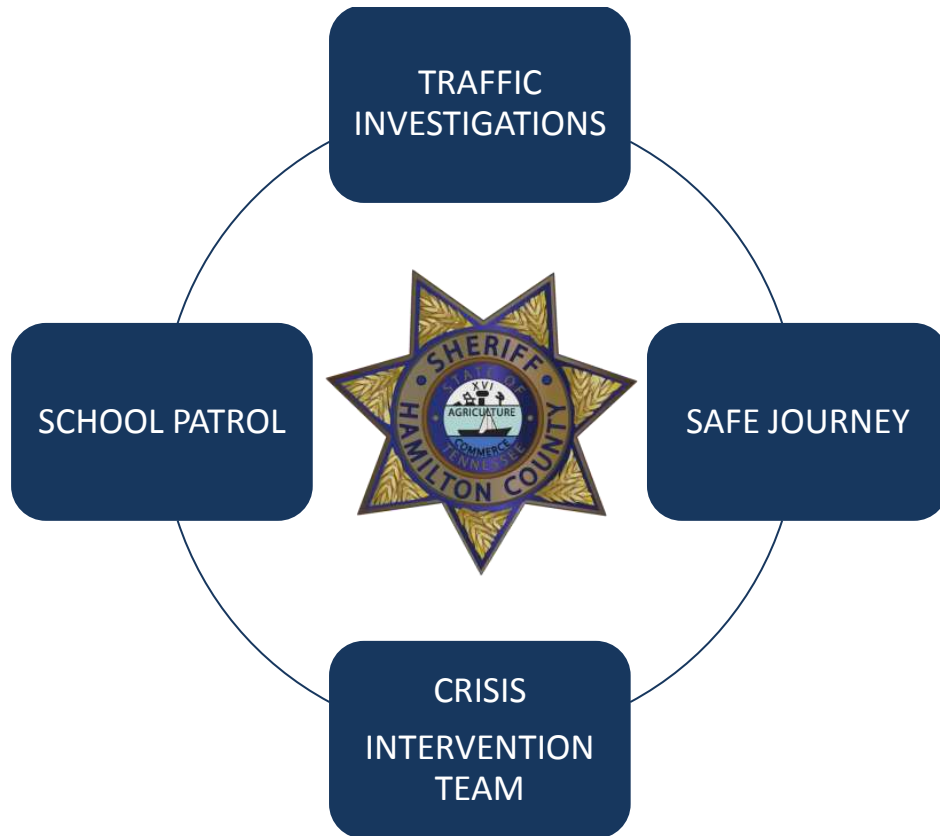 TRAFFIC
INVESTIGATIONS
SCHOOL PATROL
SHERIFF
STATE OF
XVI
AGRICULTURE
COMMERCE
TENNESSEE
HAMILTON COUNTY
SAFE JOURNEY
CRISIS
INTERVENTION
TEAM